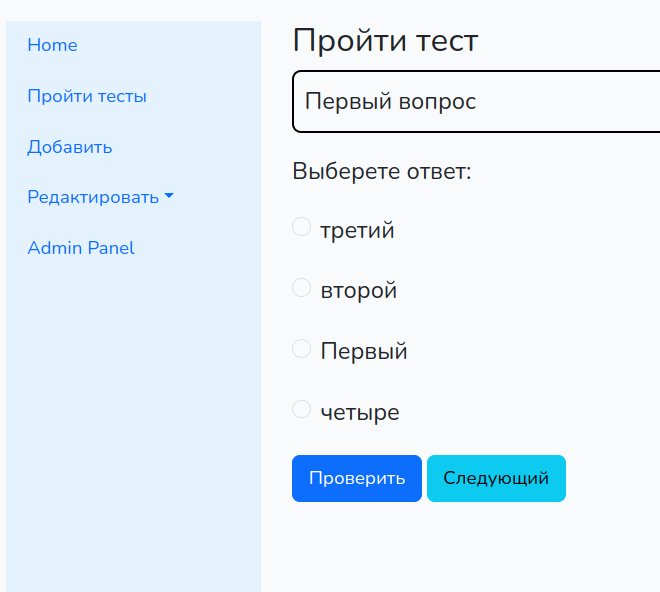 Home
Пройти тесты
Добавить
Редактировать
Admin Panel
Пройти тест
Первый вопрос
Выберете ответ:
третий
второй
Первый
четыре
Проверить
Следующий